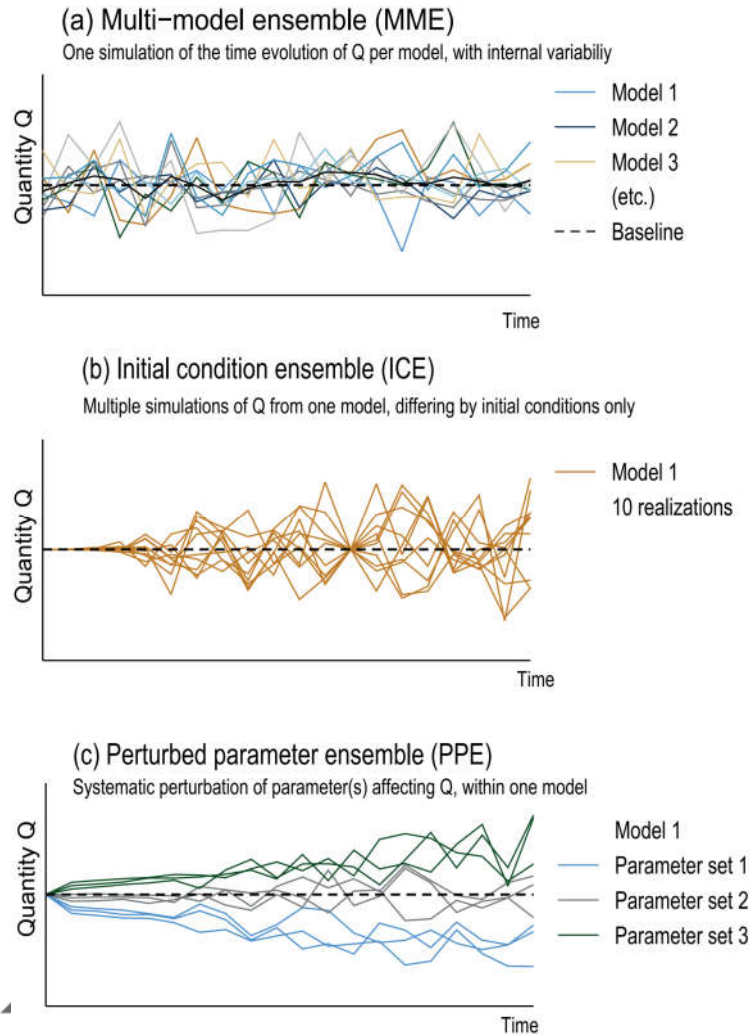 (a) Multi−model ensemble (MME)
One simulation of the time evolution of Q per model, with internal variabiliy
Quantity Q
Model 1
Model 2
Model 3
(etc.)
Baseline
Time
(b) Initial condition ensemble (ICE)
Multiple simulations of Q from one model, differing by initial conditions only
Quantity Q
Model 1
10 realizations
Time
(c) Perturbed parameter ensemble (PPE)
Systematic perturbation of parameter(s) affecting Q, within one model
Quantity Q
Model 1
Parameter set 1
Parameter set 2
Parameter set 3
Time